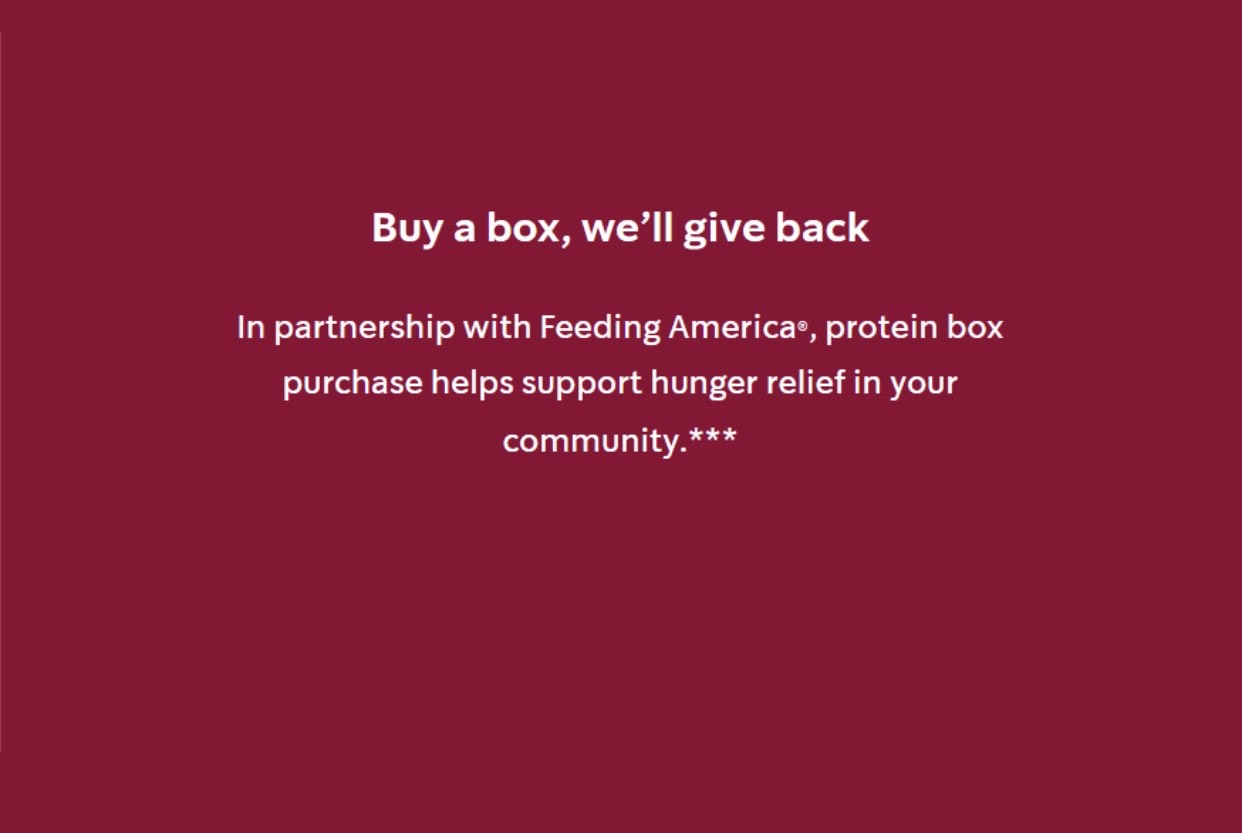 Buy a box, we’ll give back
In partnership with Feeding America®, protein box
purchase helps support hunger relief in your
community.***